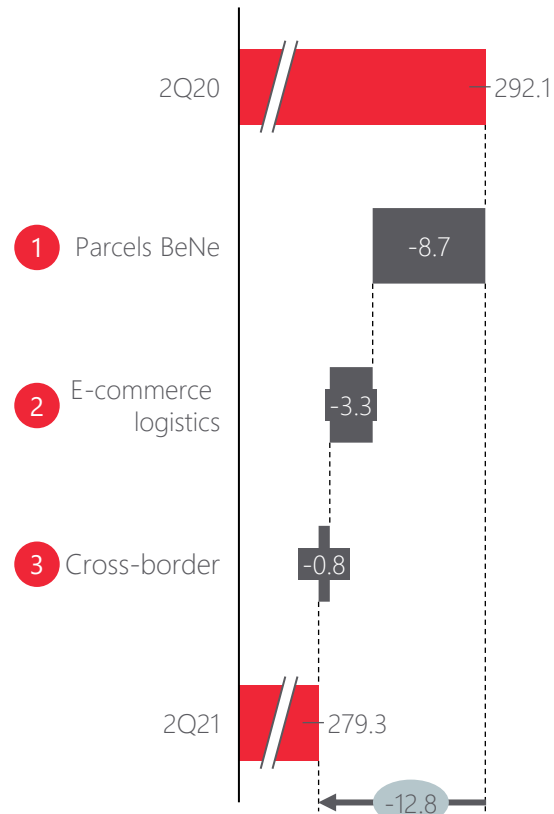 2Q20
292.1
1 Parcels BeNe
-8.7
2 E-commerce
logistics
-3.3
3 Cross-border
-0.8
2Q21
279.3
-12.8